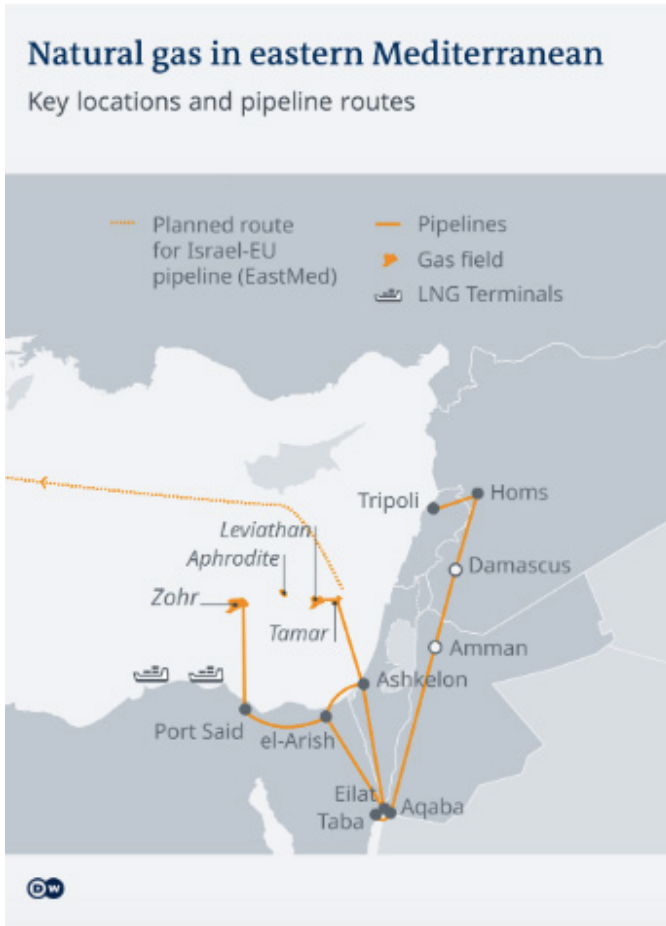 Natural gas in eastern Mediterranean
Key locations and pipeline routes
Planned route
for Israel-EU
pipeline (EastMed)
Pipelines
Gas field
LNG Terminals
Tripoli
Homs
Leviathan
Aphrodite
Damascus
Zohr
Tamar
Amman
Ashkelon
Port Said
el-Arish
Eilat
Aqaba
Taba
DW